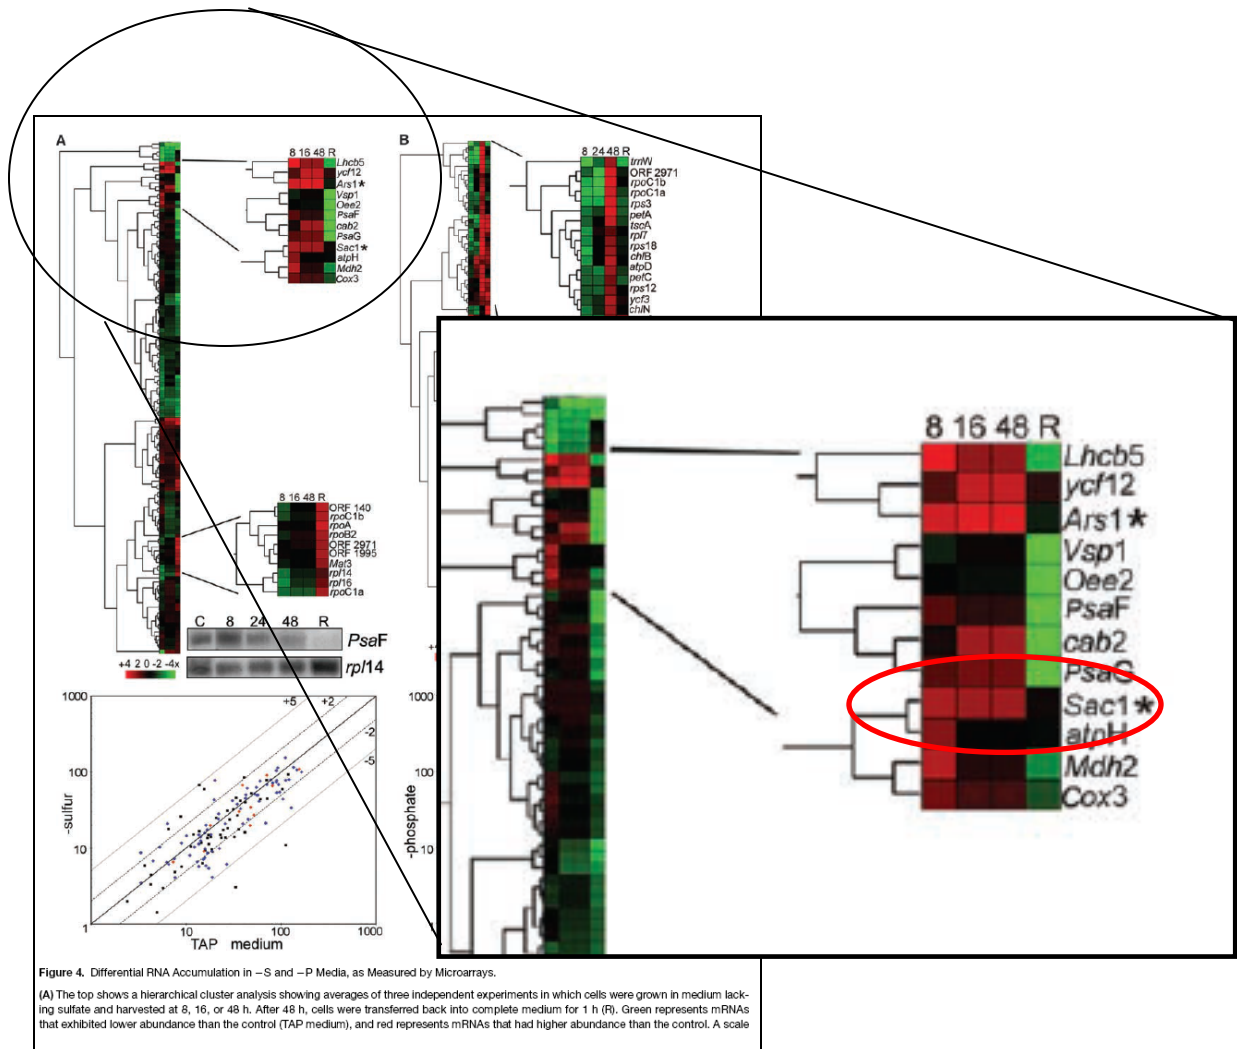 A
8 16 48 R
Lhcb5
ycf12
Ars1*
Vsp1
Oee2
PsaF
cab2
PsaG
Sac1*
atpH
Mdh2
Cox3
B
8 24 48 R
trnW
ORF 2971
rpoC1b
rpoC1a
rps3
petA
tscA
rpl7
rps18
chlB
atpD
petC
rps12
ycf3
chlN
8 16 48 R
Lhcb5
ycf12
Ars1*
Vsp1
Oee2
PsaF
cab2
PsaG
Sac1*
atpH
Mdh2
Cox3
8 16 48 R
ORF 140
rpoC1b
rpoA
rpoB2
ORF 2971
ORF 1995
Mat3
rpl14
rpl16
rpoC1a
C 8 24 48 R
PsaF
rpl14
+4 2 0 -2 -4x
1000
100
10
1
-sulfur
+5
+2
-2
-5
10 100 1000
TAP medium
1000
100
10
-phosphate
Figure 4. Differential RNA Accumulation in −S and −P Media, as Measured by Microarrays.
(A) The top shows a hierarchical cluster analysis showing averages of three independent experiments in which cells were grown in medium lack-
ing sulfate and harvested at 8, 16, or 48 h. After 48 h, cells were transferred back into complete medium for 1 h (R). Green represents mRNAs
that exhibited lower abundance than the control (TAP medium), and red represents mRNAs that had higher abundance than the control. A scale